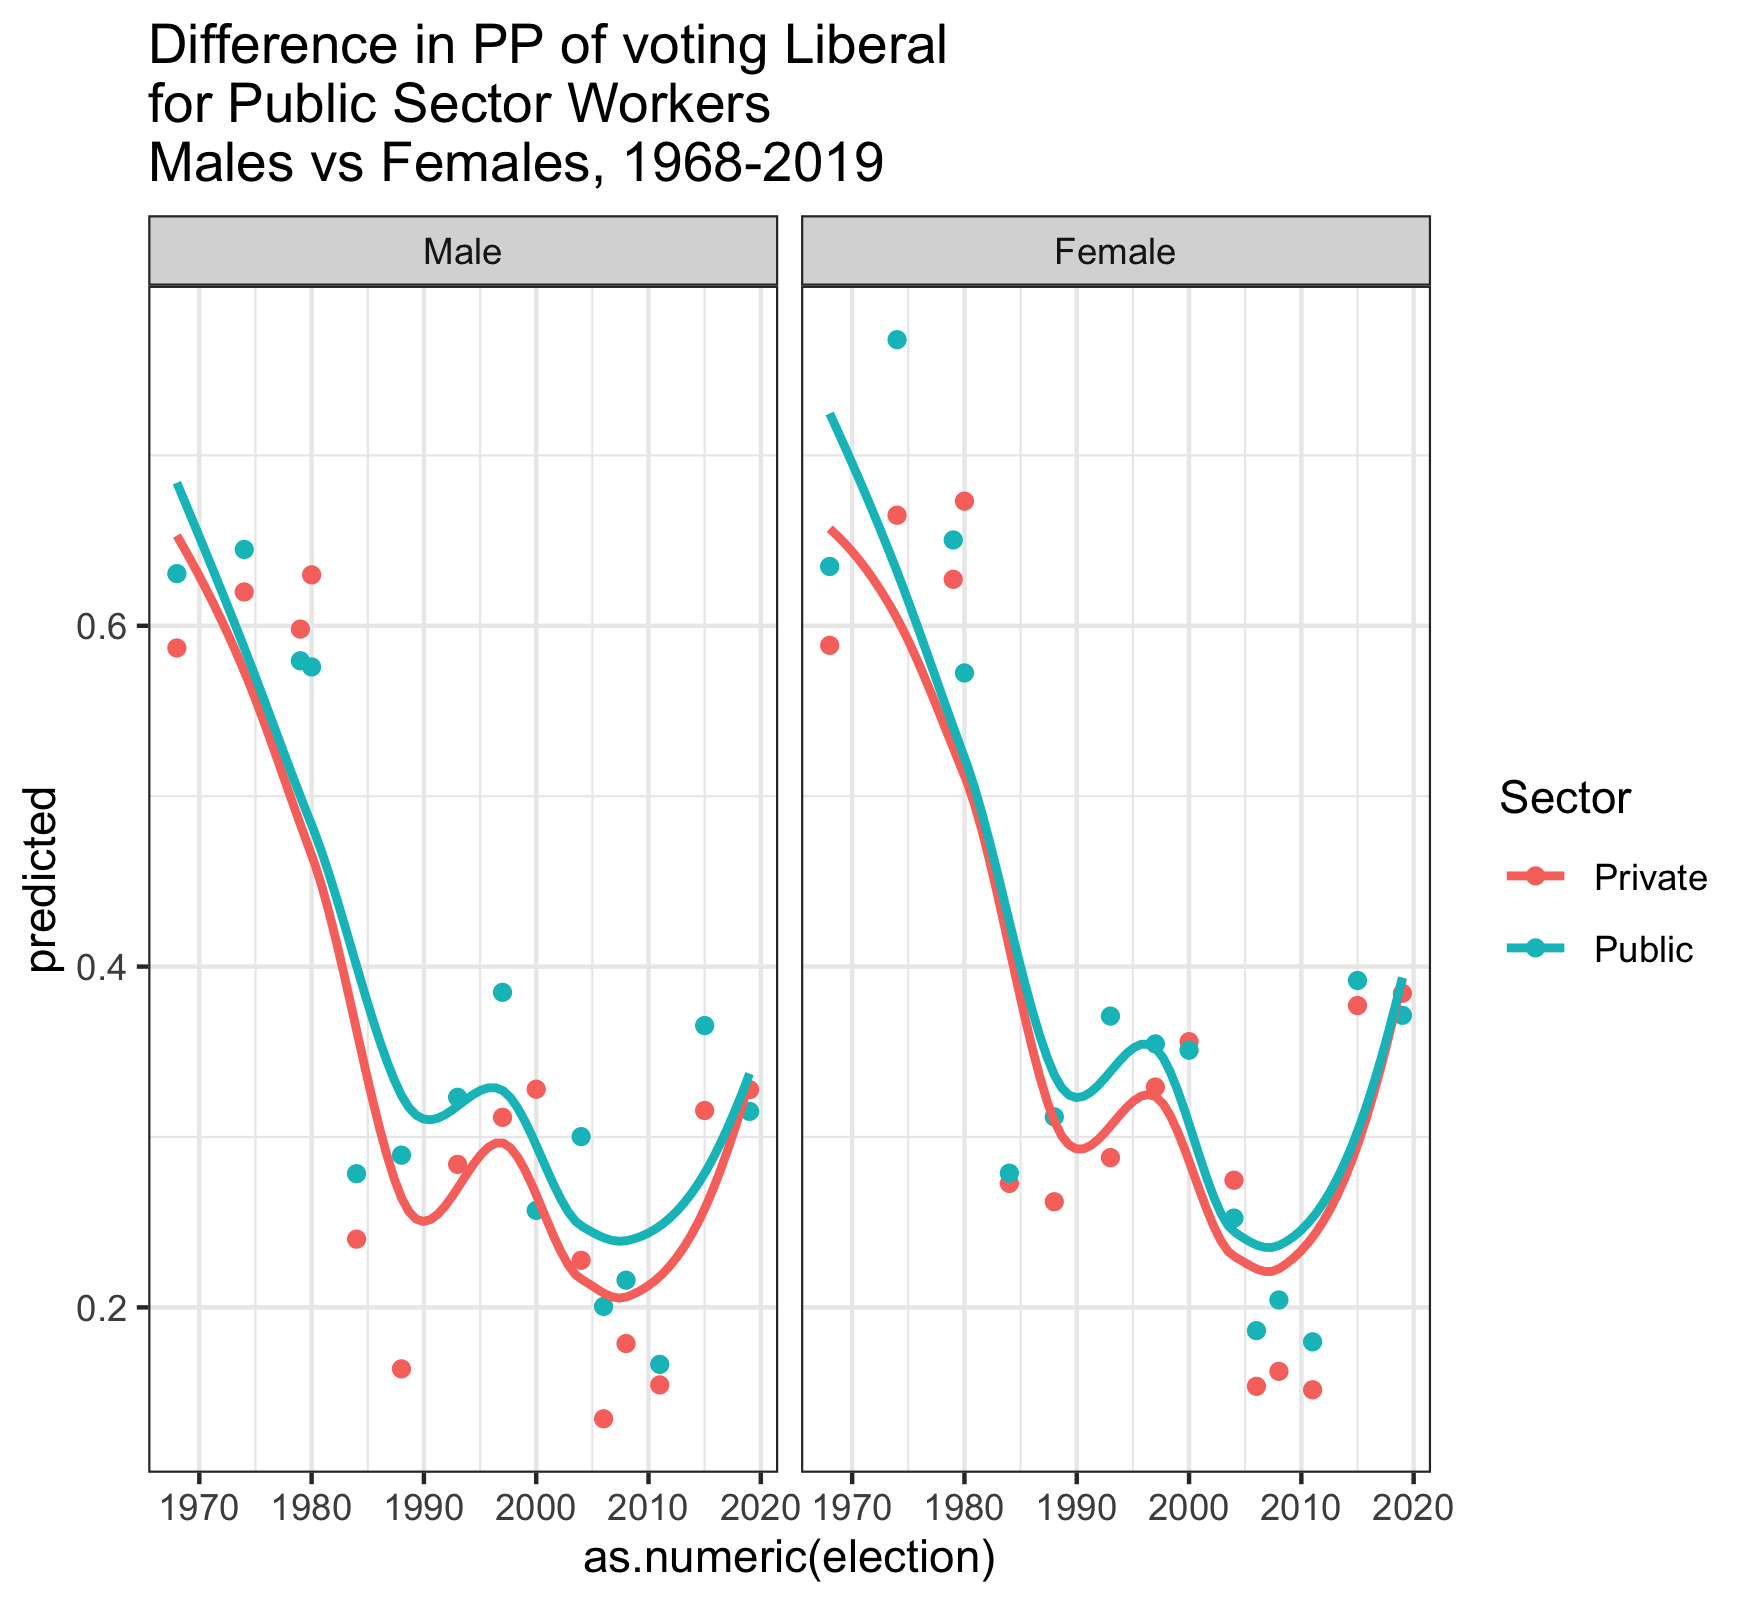 Difference in PP of voting Liberal
for Public Sector Workers
Males vs Females, 1968-2019
Male
Female
predicted
0.6
0.4
0.2
1970 1980 1990 2000 2010 2020
1970 1980 1990 2000 2010 2020
as.numeric(election)
Sector
Private
Public